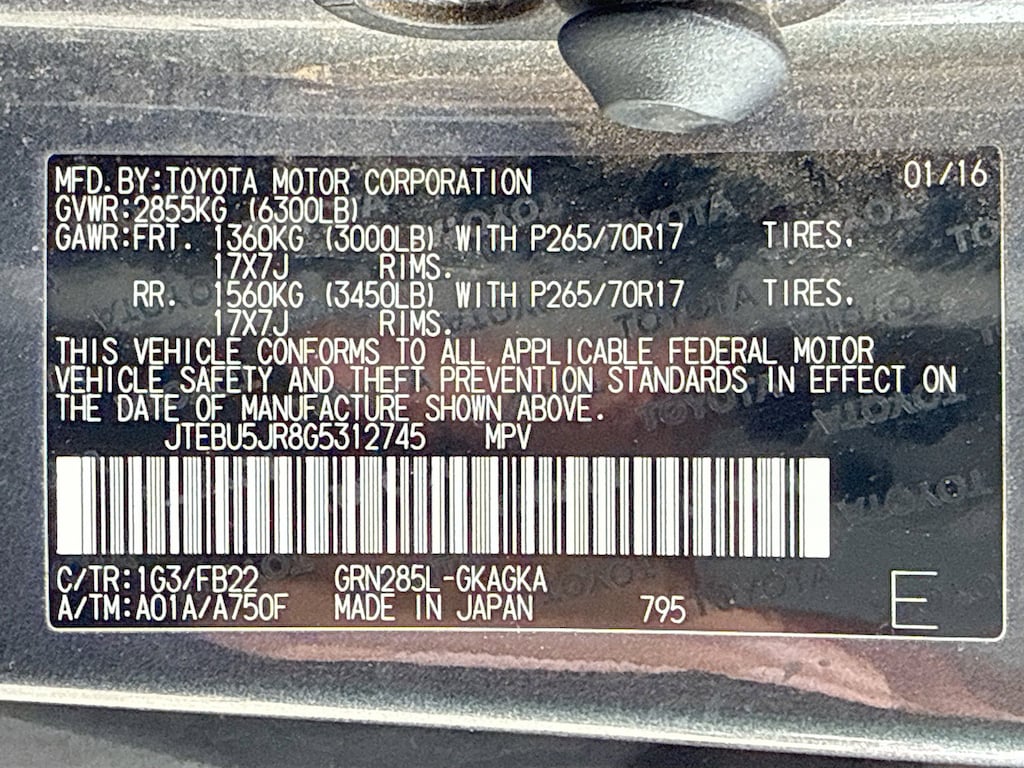 MFD.BY:TOYOTA MOTOR CORPORATION 01/16
GVWR:2855KG (6300LB)
GAWR:FRT. 1360KG (3000LB) WITH P265/70R17 TIRES.
17X7J RIMS.
RR. 1560KG (3450LB) WITH P265/70R17 TIRES.
17X7J RIMS.
THIS VEHICLE CONFORMS TO ALL APPLICABLE FEDERAL MOTOR
VEHICLE SAFETY AND THEFT PREVENTION STANDARDS IN EFFECT ON
THE DATE OF MANUFACTURE SHOWN ABOVE.
JTEBU5JR8G5312745 MPV
C/TR:1G3/FB22 GRN285L-GKAGKA
A/TM:A01A/A750F MADE IN JAPAN 795 E